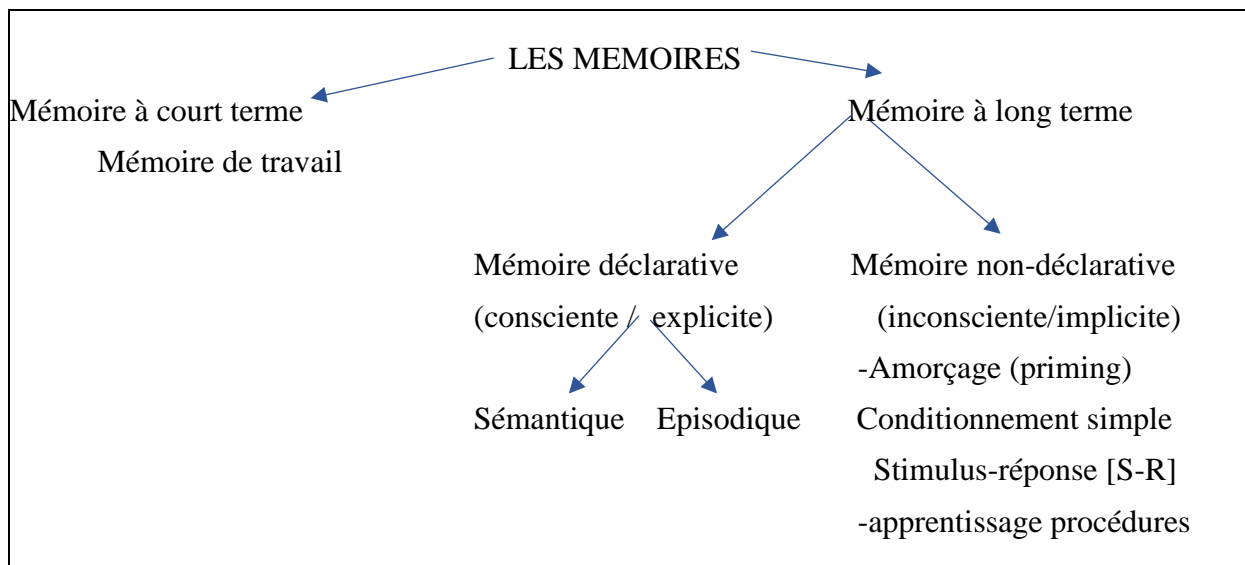 LES MEMOIRES
Mémoire à court terme
Mémoire à long terme
Mémoire de travail
Mémoire déclarative
Mémoire non-déclarative
(consciente / explicite)
(inconsciente/implicite)
-Amorçage (priming)
Sémantique
Episodique
Conditionnement simple
Stimulus-réponse [S-R]
-apprentissage procédures